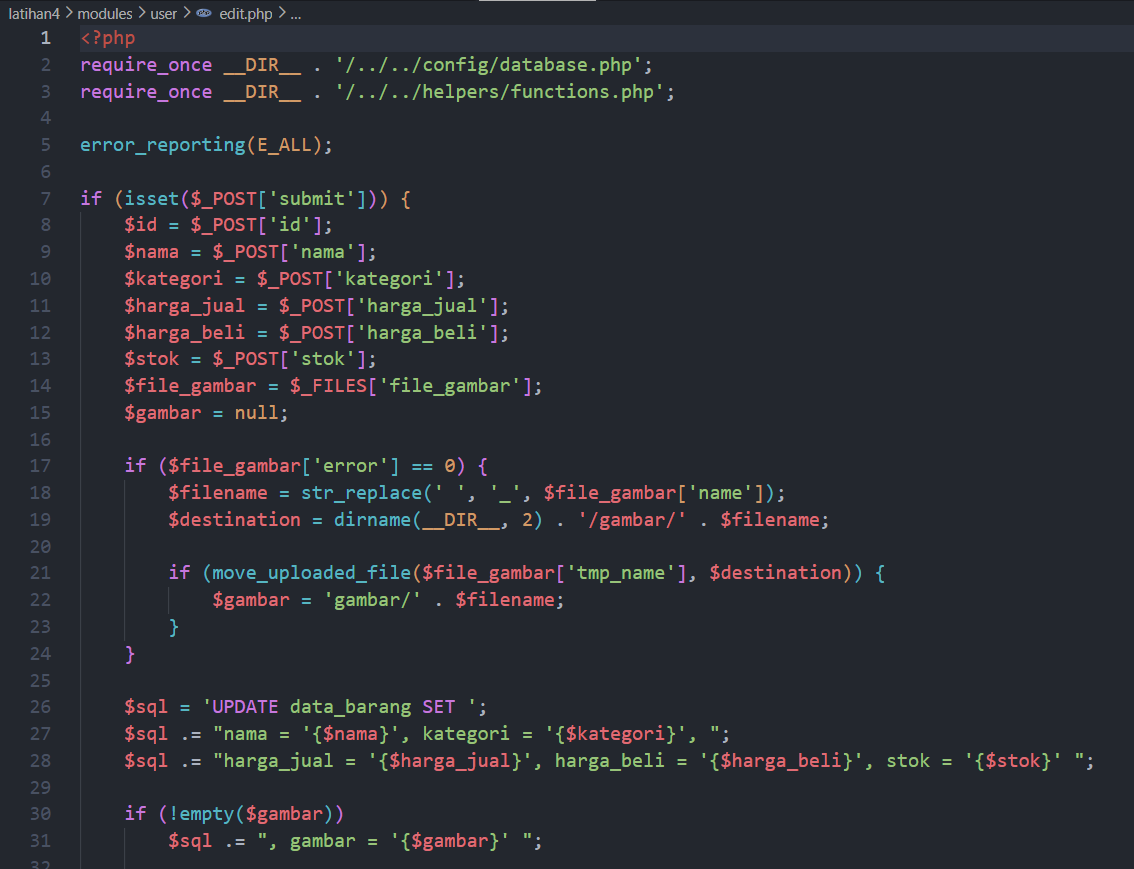 latihan4 > modules > user > edit.php > ...
1 <?php
2 require_once __DIR__ . '/../../config/database.php';
3 require_once __DIR__ . '/../../helpers/functions.php';
4
5 error_reporting(E_ALL);
6
7 if (isset($_POST['submit'])) {
8     $id = $_POST['id'];
9     $nama = $_POST['nama'];
10     $kategori = $_POST['kategori'];
11     $harga_jual = $_POST['harga_jual'];
12     $harga_beli = $_POST['harga_beli'];
13     $stok = $_POST['stok'];
14     $file_gambar = $_FILES['file_gambar'];
15     $gambar = null;
16
17     if ($file_gambar['error'] == 0) {
18         $filename = str_replace(' ', '_', $file_gambar['name']);
19         $destination = dirname(__DIR__, 2) . '/gambar/' . $filename;
20
21         if (move_uploaded_file($file_gambar['tmp_name'], $destination)) {
22             $gambar = 'gambar/' . $filename;
23         }
24     }
25
26     $sql = 'UPDATE data_barang SET ';
27     $sql .= "nama = '{$nama}', kategori = '{$kategori}', ";
28     $sql .= "harga_jual = '{$harga_jual}', harga_beli = '{$harga_beli}', stok = '{$stok}' ";
29
30     if (!empty($gambar))
31         $sql .= ", gambar = '{$gambar}' ";
32